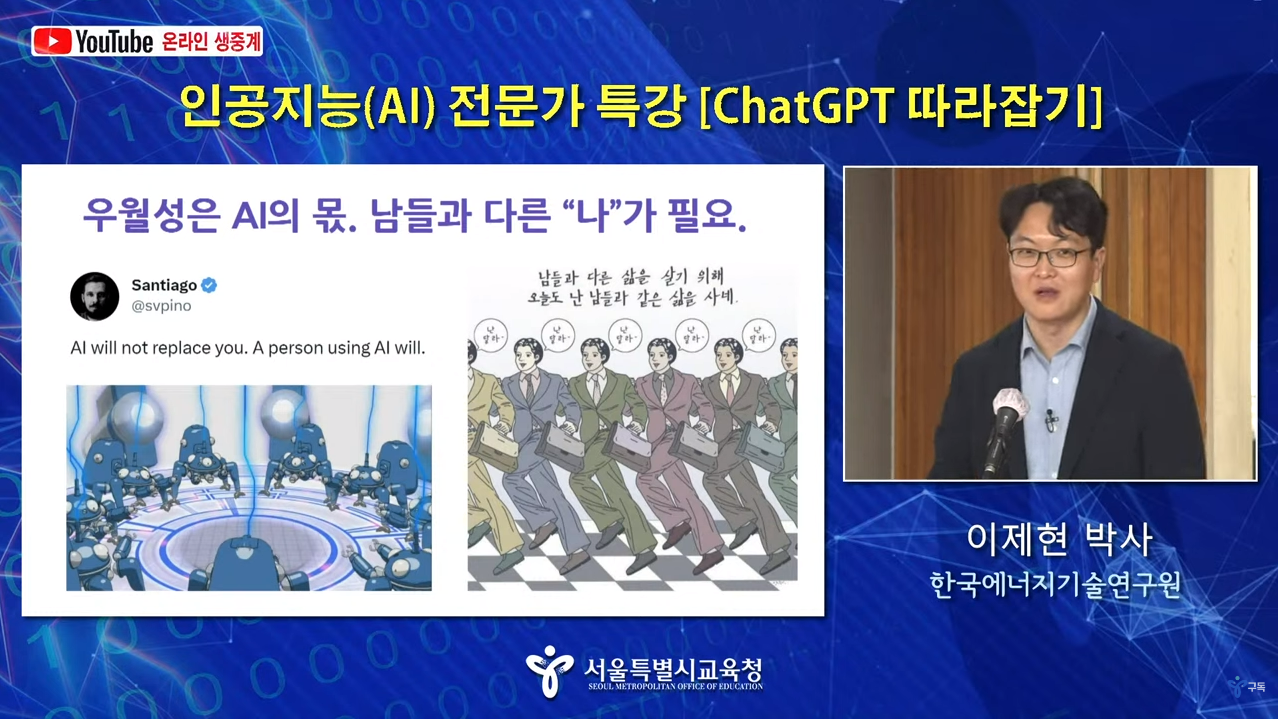 YouTube 온라인 생중계
인공지능(AI) 전문가 특강 [ChatGPT 따라잡기]
우월성은 AI의 몫. 남들과 다른 “나”가 필요.
Santiago
@svpino
AI will not replace you. A person using AI will.
남들과 다른 삶을 살기 위해
오늘도 난 남들과 같은 삶을 사네.
난 달라~
난 달라~
난 달라~
난 달라~
난 달라~
이제현 박사
한국에너지기술연구원
서울특별시교육청
SEOUL METROPOLITAN OFFICE OF EDUCATION
구독